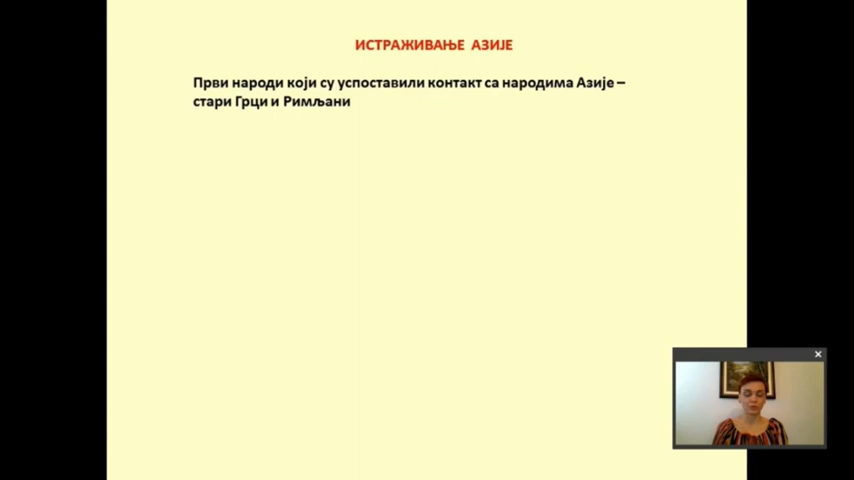 ИСТРАЖИВАЊЕ АЗИЈЕ
Први народи који су успоставили контакт са народима Азије –
стари Грци и Римљани